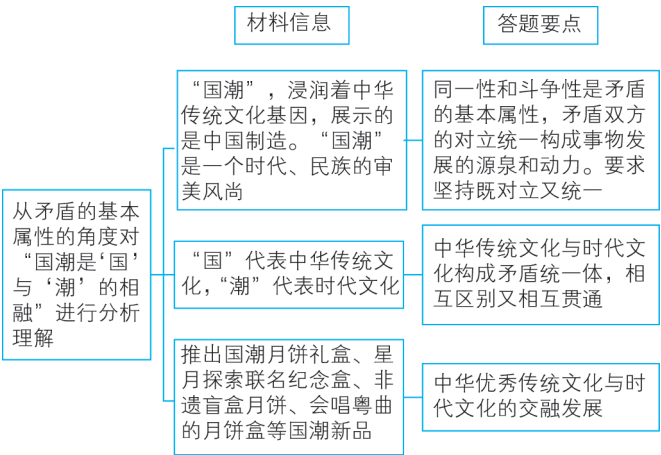 材料信息
答题要点
从矛盾的基本
属性的角度对
“国潮是‘国’
与‘潮’的相
融”进行分析
理解
“国潮”，浸润着中华
传统文化基因，展示的
是中国制造。“国潮”
是一个时代、民族的审
美风尚
同一性和斗争性是矛盾
的基本属性，矛盾双方
的对立统一构成事物
发展的源泉和动力。要求
坚持既对立又统一
“国”代表中华传统文
化，“潮”代表时代文化
中华传统文化与时代文
化构成矛盾统一体，相
互区别又相互贯通
推出国潮月饼礼盒、星
月探索联名纪念盒、非
遗盲盒月饼、会唱粤曲
的月饼盒等国潮新品
中华优秀传统文化与时
代文化的交融发展